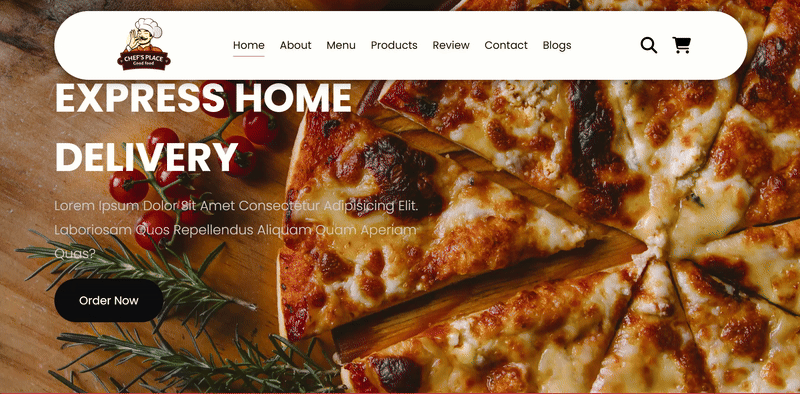 CHEF'S PLACE
Good food
Home About Menu Products Review Contact Blogs
EXPRESS HOME
DELIVERY
Lorem Ipsum Dolor Sit Amet Consectetur Adipisicing Elit.
Laboriosam Quos Repellendus Aliquam Quam Aperiam
Quas?
Order Now